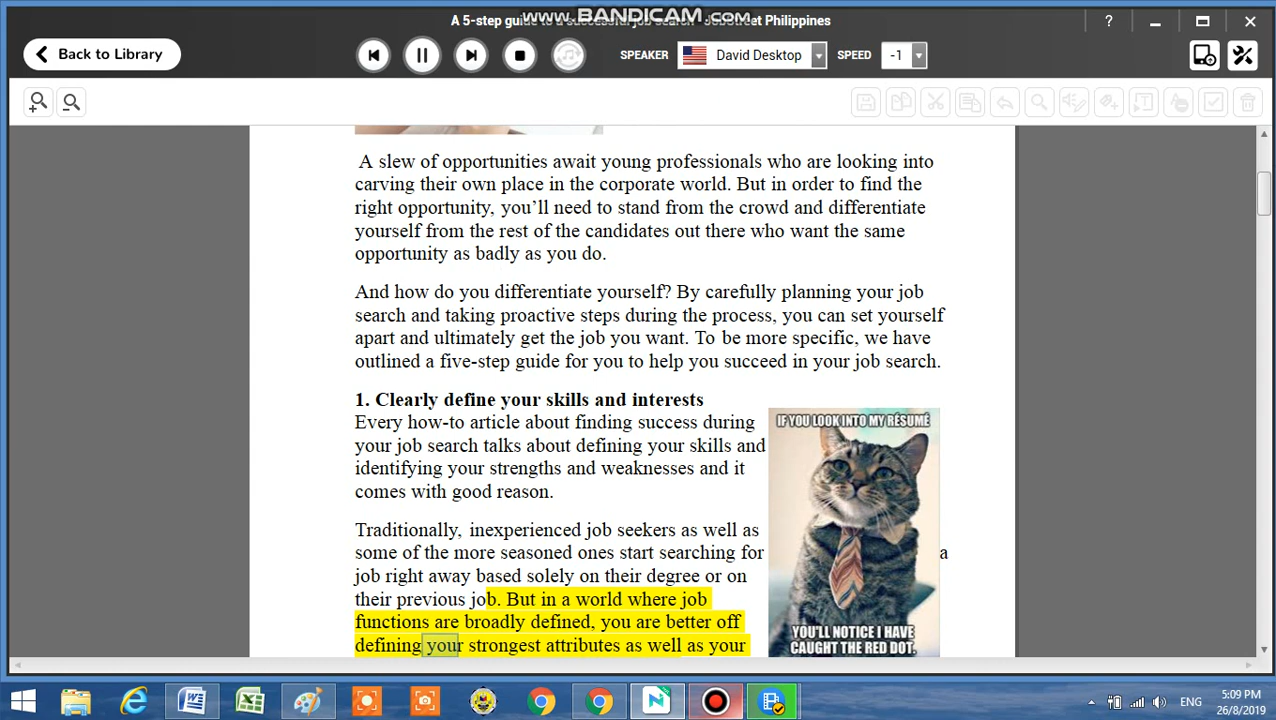 A 5-step guide to a successful job search - JobStreet Philippines
www.BANDICAM.com
Back to Library
SPEAKER
David Desktop
SPEED
-1
A slew of opportunities await young professionals who are looking into
carving their own place in the corporate world. But in order to find the
right opportunity, you’ll need to stand from the crowd and differentiate
yourself from the rest of the candidates out there who want the same
opportunity as badly as you do.
And how do you differentiate yourself? By carefully planning your job
search and taking proactive steps during the process, you can set yourself
apart and ultimately get the job you want. To be more specific, we have
outlined a five-step guide for you to help you succeed in your job search.
1. Clearly define your skills and interests
Every how-to article about finding success during
your job search talks about defining your skills and
identifying your strengths and weaknesses and it
comes with good reason.
Traditionally, inexperienced job seekers as well as
some of the more seasoned ones start searching for a
job right away based solely on their degree or on
their previous job. But in a world where job
functions are broadly defined, you are better off
defining your strongest attributes as well as your
IF YOU LOOK INTO MY RÉSUMÉ
YOU'LL NOTICE I HAVE
CAUGHT THE RED DOT.
ENG
5:09 PM
26/8/2019